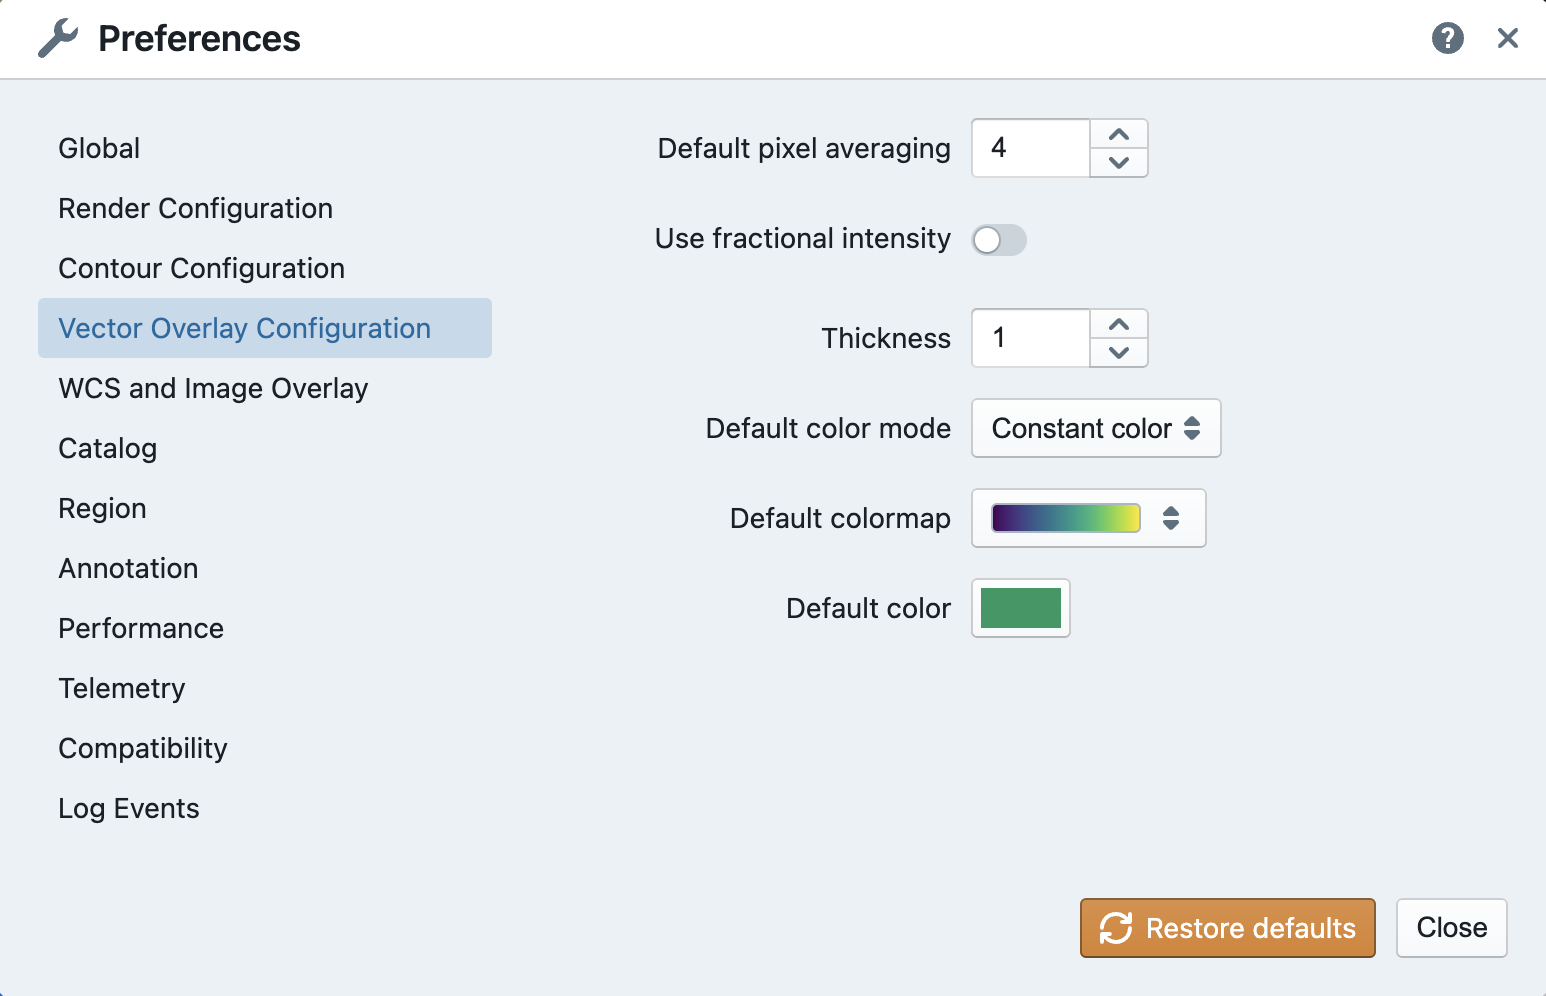 Preferences
Global
Render Configuration
Contour Configuration
Vector Overlay Configuration
WCS and Image Overlay
Catalog
Region
Annotation
Performance
Telemetry
Compatibility
Log Events
Default pixel averaging 4
Use fractional intensity
Thickness 1
Default color mode Constant color
Default colormap
Default color
Restore defaults
Close